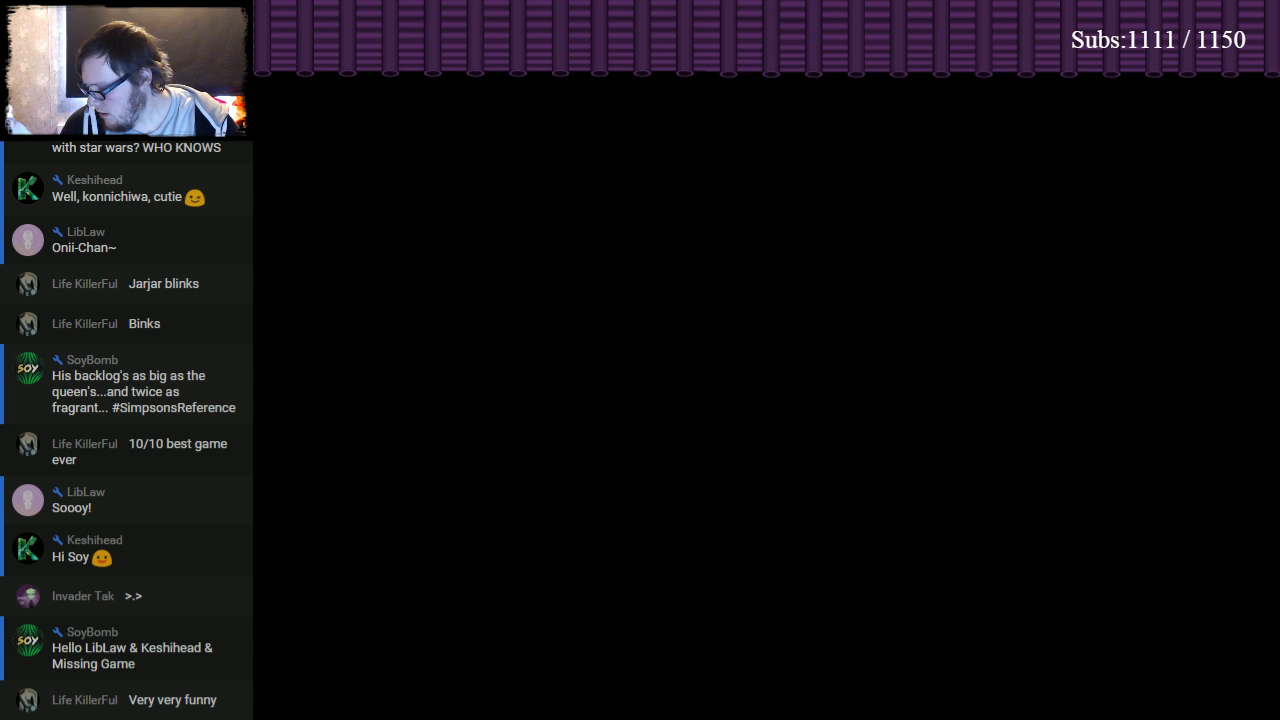 Subs:1111 / 1150
with star wars? WHO KNOWS
Keshihead
Well, konnichiwa, cutie
LibLaw
Onii-Chan~
Life KillerFul Jarjar blinks
Life KillerFul Binks
SoyBomb
His backlog's as big as the
queen's...and twice as
fragrant... #SimpsonsReference
Life KillerFul 10/10 best game
ever
LibLaw
Soooy!
Keshihead
Hi Soy
Invader Tak >.>
SoyBomb
Hello LibLaw & Keshihead &
Missing Game
Life KillerFul Very very funny
K
SOY
SOY
K
SOY